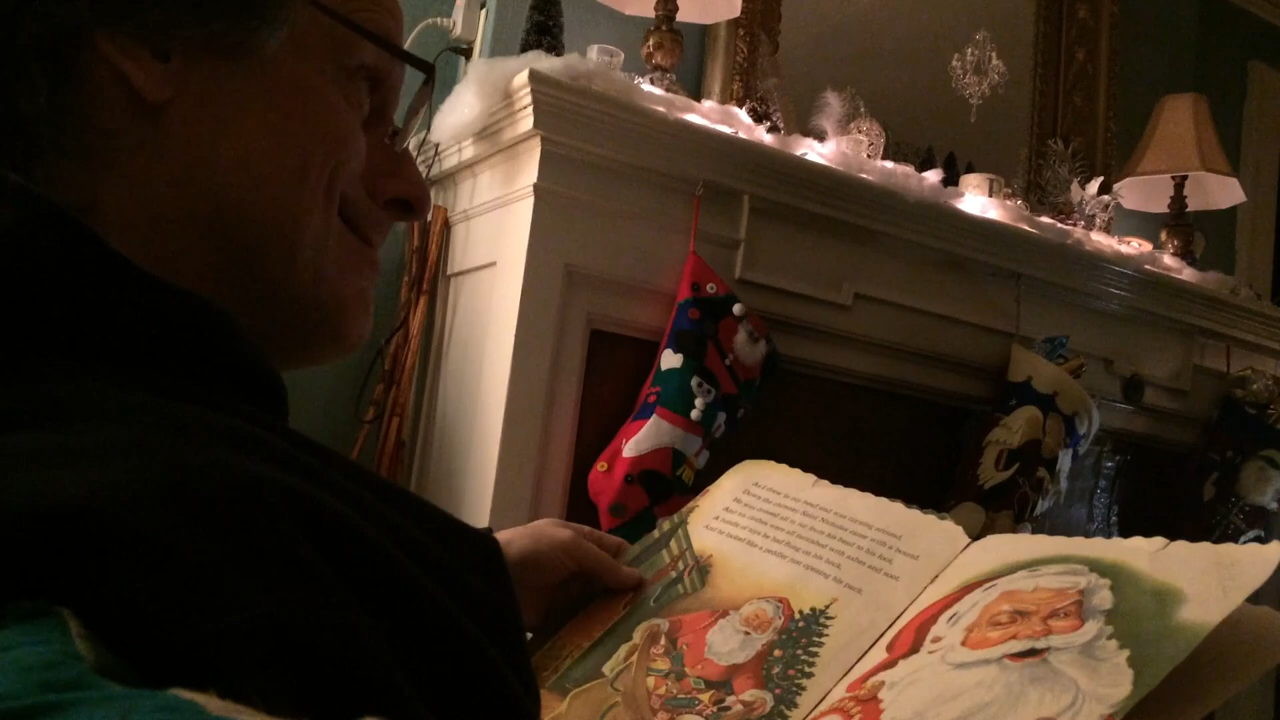 As I drew in my head and was turning around,
Down the chimney Saint Nicholas came with a bound.
He was dressed all in fur from his head to his foot,
And his clothes were all tarnished with ashes and soot.
A bundle of toys he had flung on his back,
And he looked like a peddler just opening his pack.